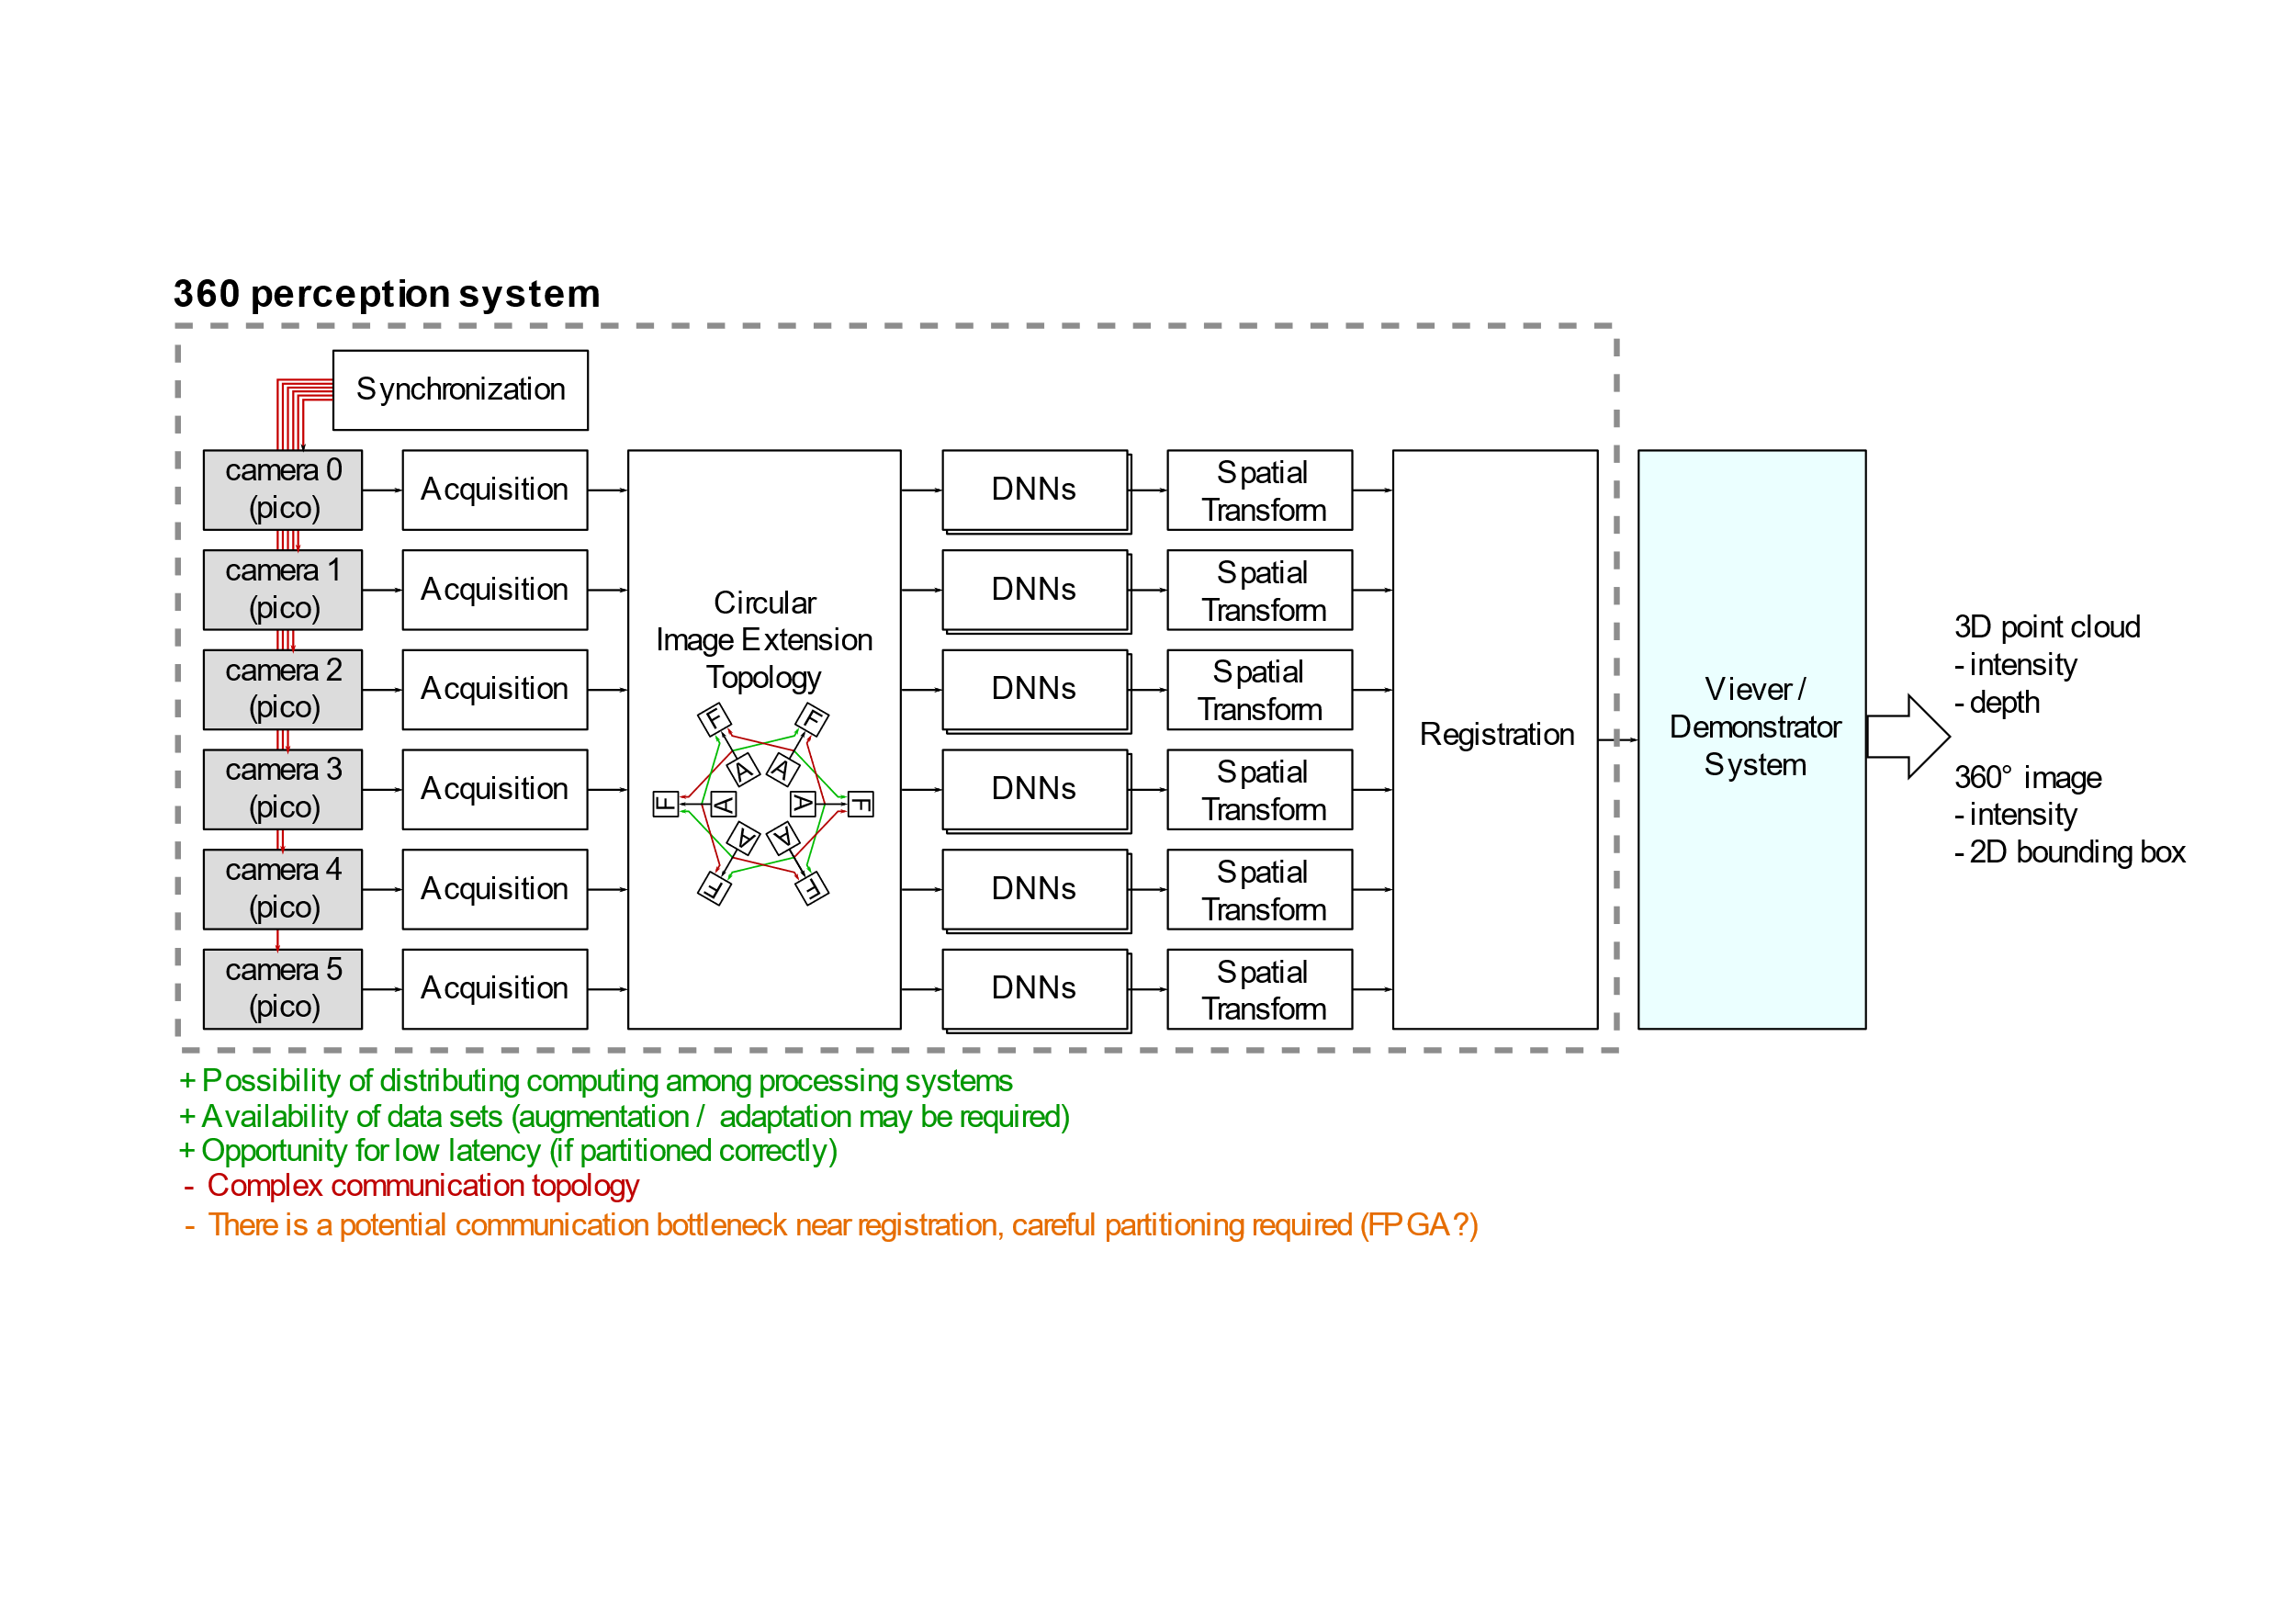 360 perception system
Synchronization
camera 0
(pico)
Acquisition
DNNs
Spatial
Transform
camera 1
(pico)
Acquisition
DNNs
Spatial
Transform
camera 2
(pico)
Acquisition
DNNs
Spatial
Transform
camera 3
(pico)
Acquisition
DNNs
Spatial
Transform
camera 4
(pico)
Acquisition
DNNs
Spatial
Transform
camera 5
(pico)
Acquisition
DNNs
Spatial
Transform
Circular
Image Extension
Topology
F
F
A
A
F
A
A
F
A
A
F
F
Registration
Viever /
Demonstrator
System
3D point cloud
- intensity
- depth
360° image
- intensity
- 2D bounding box
+ Possibility of distributing computing among processing systems
+ Availability of data sets (augmentation / adaptation may be required)
+ Opportunity for low latency (if partitioned correctly)
- Complex communication topology
- There is a potential communication bottleneck near registration, careful partitioning required (FPGA?)